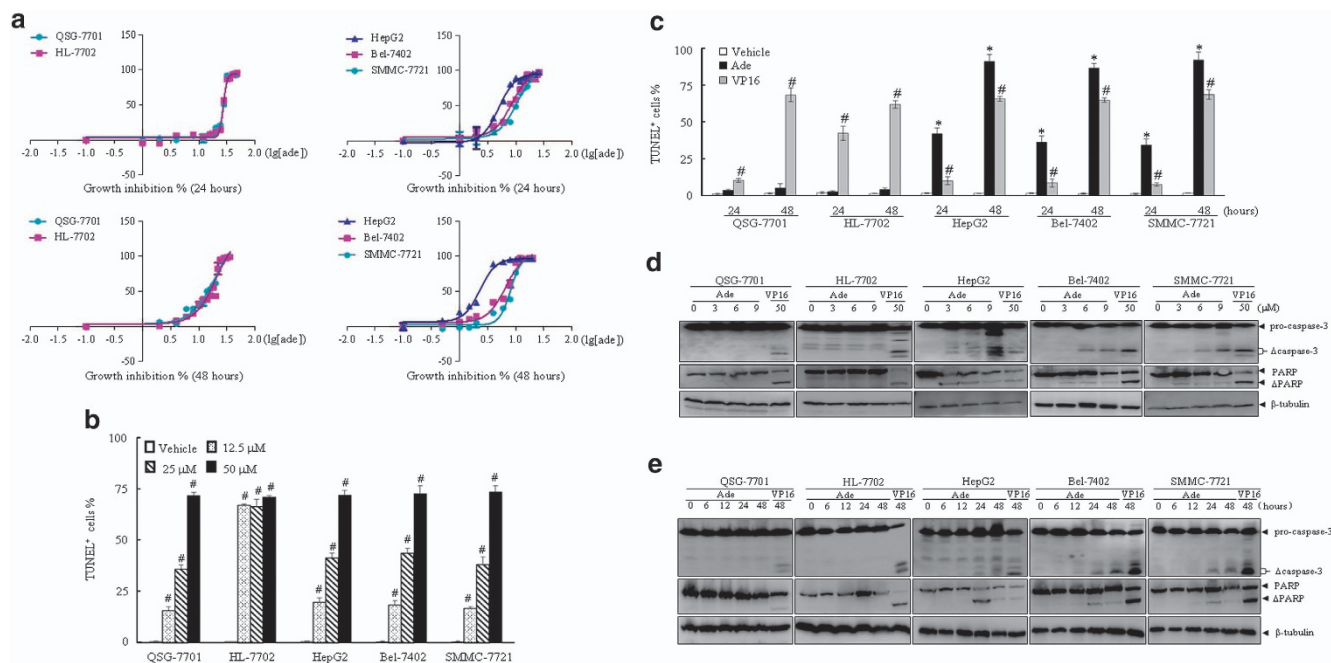 a
QSG-7701
HL-7702
150
100
50
-50
-2.0 -1.5 -1.0 -0.5 0.0 0.5 1.0 1.5 2.0 (lg[ade])
Growth inhibition % (24 hours)
HepG2
Bel-7402
SMMC-7721
150
100
50
-50
-2.0 -1.5 -1.0 -0.5 0.0 0.5 1.0 1.5 2.0 (lg[ade])
Growth inhibition % (24 hours)
QSG-7701
HL-7702
150
100
50
-50
-2.0 -1.5 -1.0 -0.5 0.0 0.5 1.0 1.5 2.0 (lg[ade])
Growth inhibition % (48 hours)
HepG2
Bel-7402
SMMC-7721
150
100
50
-50
-2.0 -1.5 -1.0 -0.5 0.0 0.5 1.0 1.5 2.0 (lg[ade])
Growth inhibition % (48 hours)
b
Vehicle 12.5 μM
25 μM 50 μM
TUNEL⁺ cells %
100
75
50
25
0
# # # # # # # # # # # # # # #
QSG-7701 HL-7702 HepG2 Bel-7402 SMMC-7721
c
Vehicle
Ade
VP16
TUNEL⁺ cells %
100
75
50
25
0
# # # # * # * # * # * # * # * #
24 48 24 48 24 48 24 48 24 48 (hours)
QSG-7701 HL-7702 HepG2 Bel-7402 SMMC-7721
d
QSG-7701 HL-7702 HepG2 Bel-7402 SMMC-7721
Ade VP16 Ade VP16 Ade VP16 Ade VP16 Ade VP16
0 3 6 9 50 0 3 6 9 50 0 3 6 9 50 0 3 6 9 50 0 3 6 9 50 (μM)
pro-caspase-3
Δcaspase-3
PARP
ΔPARP
β-tubulin
e
QSG-7701 HL-7702 HepG2 Bel-7402 SMMC-7721
Ade VP16 Ade VP16 Ade VP16 Ade VP16 Ade VP16
0 6 12 24 48 48 0 6 12 24 48 48 0 6 12 24 48 48 0 6 12 24 48 48 0 6 12 24 48 48 (hours)
pro-caspase-3
Δcaspase-3
PARP
ΔPARP
β-tubulin